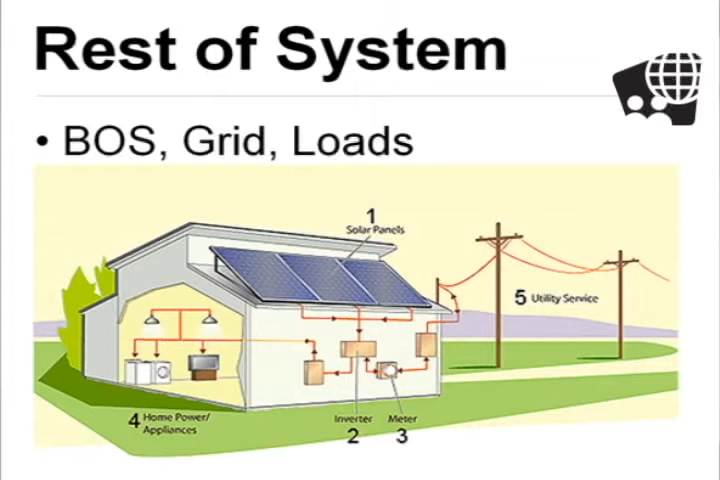 Rest of System
• BOS, Grid, Loads
1
Solar Panels
5 Utility Service
4 Home Power/
Appliances
Inverter
2
Meter
3